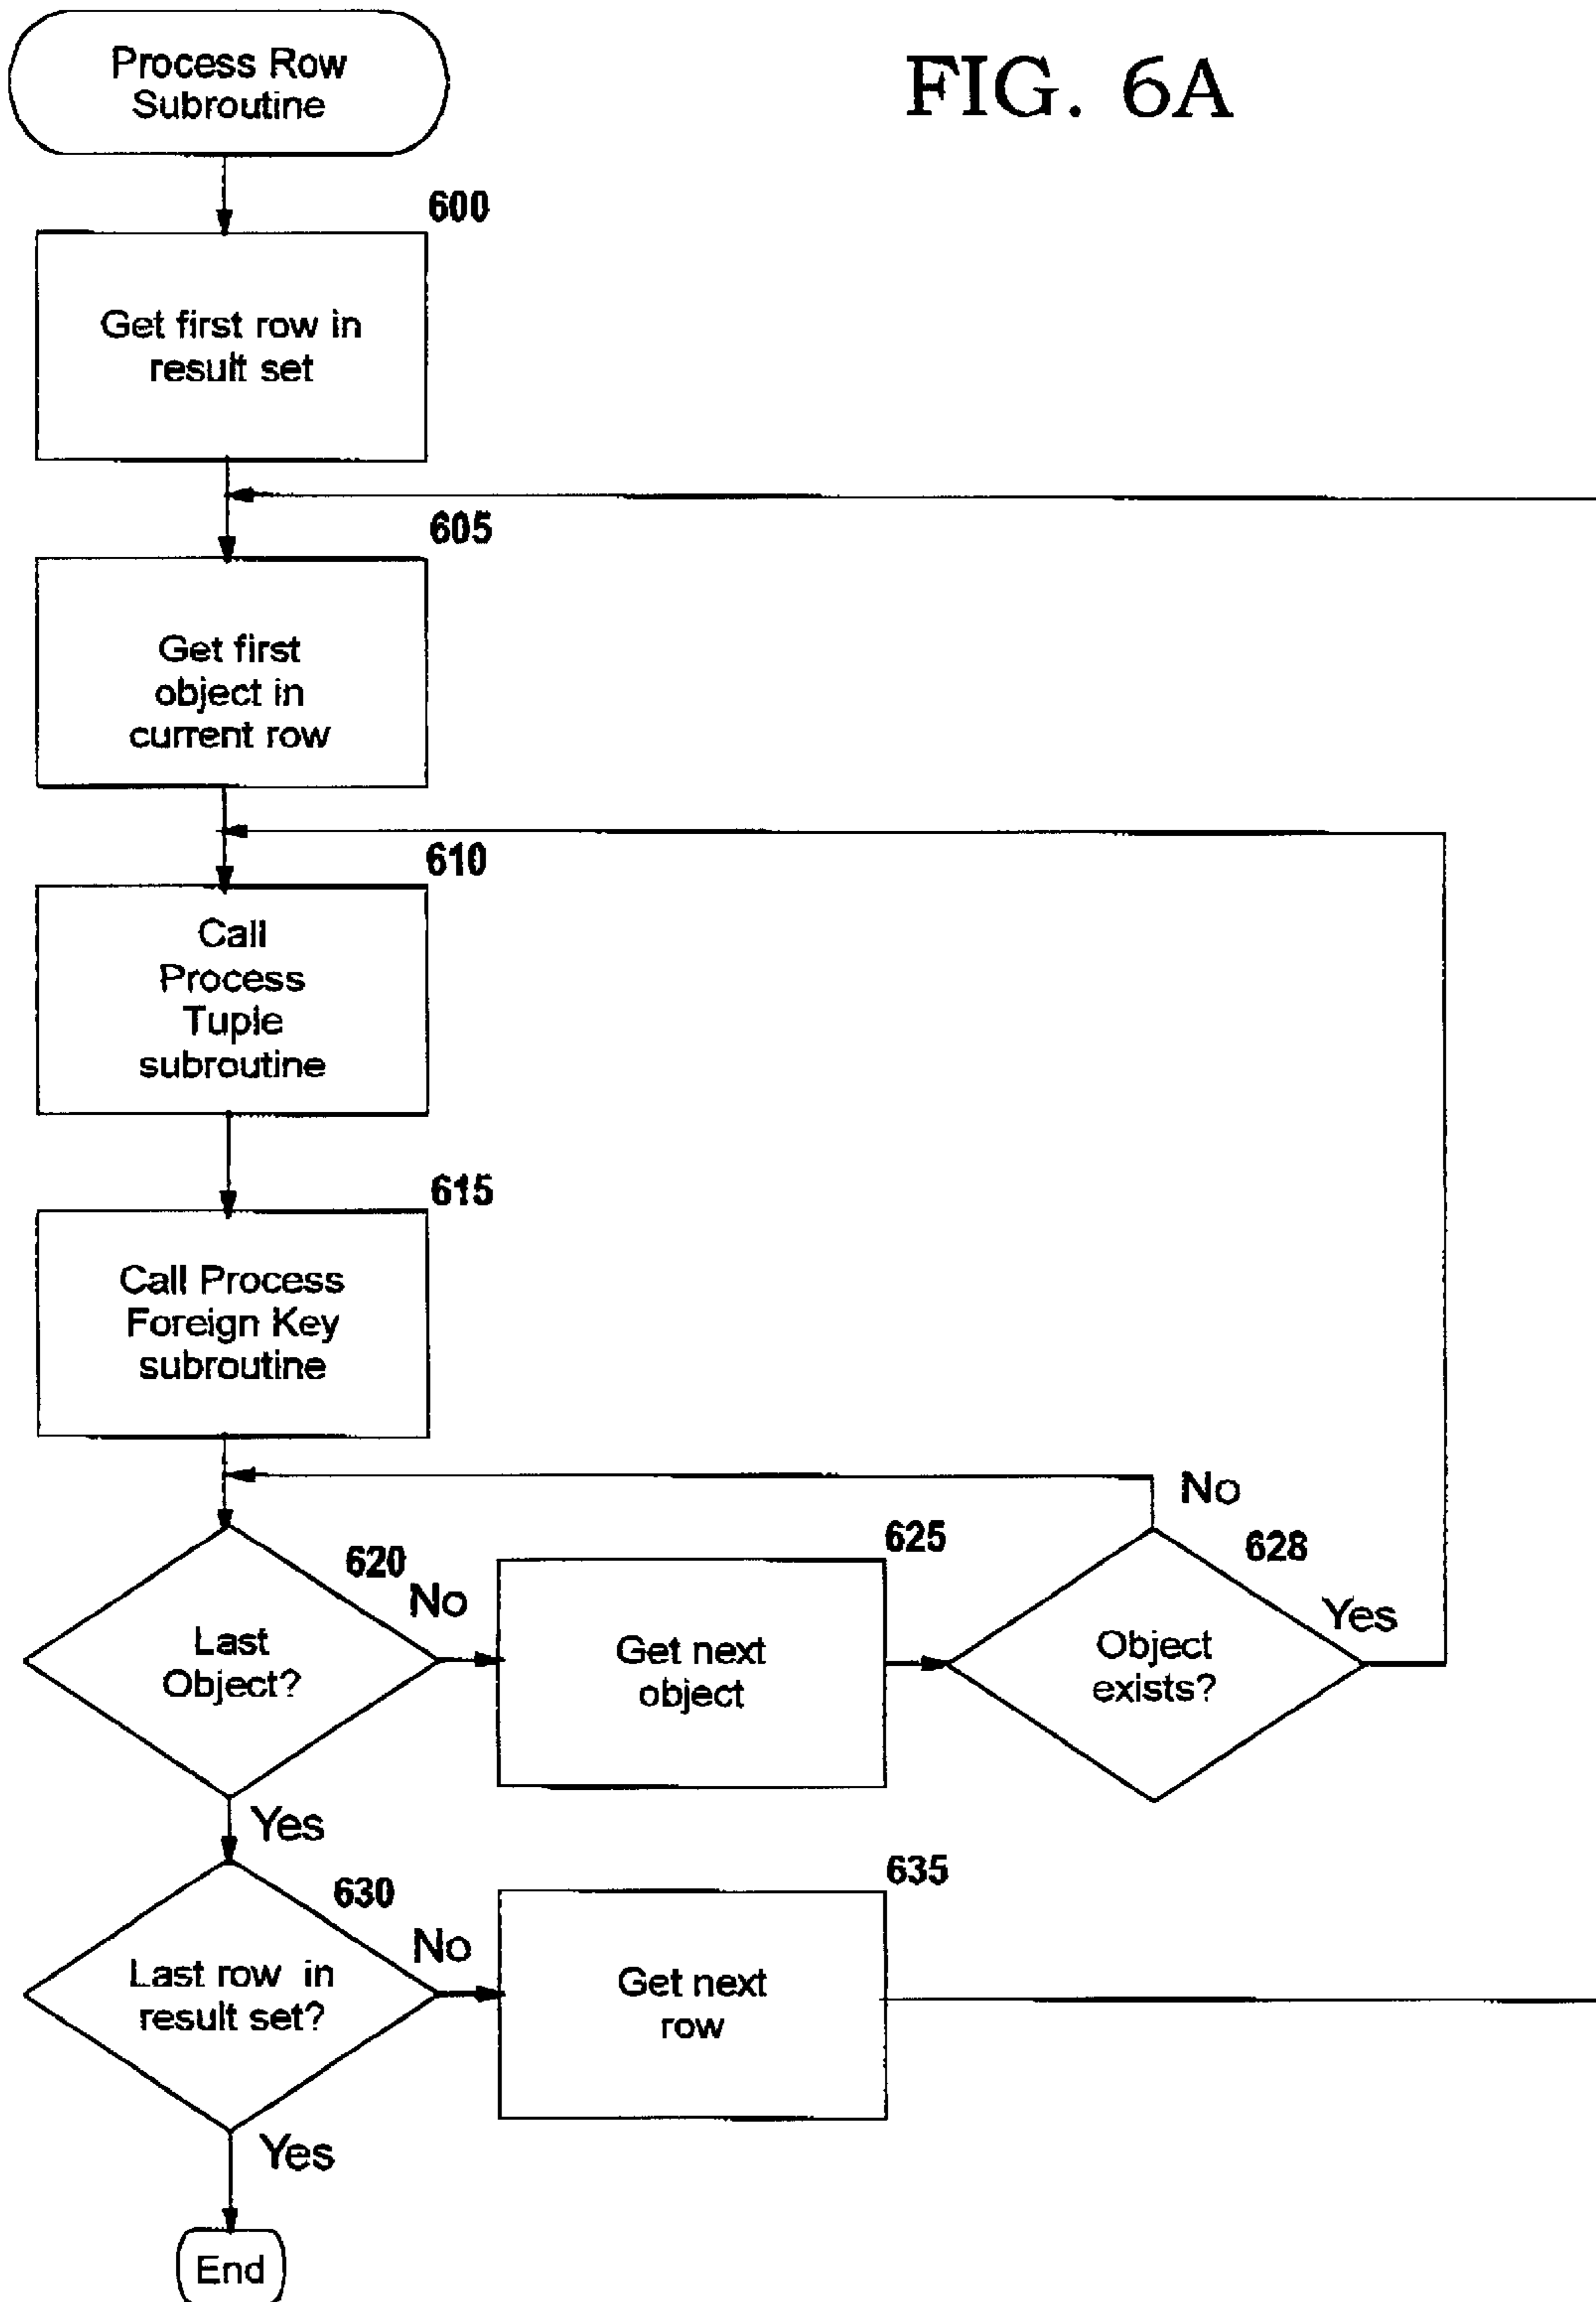 Process Row
Subroutine
FIG. 6A
600
Get first row in
result set
605
Get first
object in
current row
610
Call
Process
Tuple
subroutine
615
Call Process
Foreign Key
subroutine
620
Last
Object?
No
625
Get next
object
628
Object
exists?
No
Yes
Yes
630
Last row in
result set?
No
635
Get next
row
Yes
End